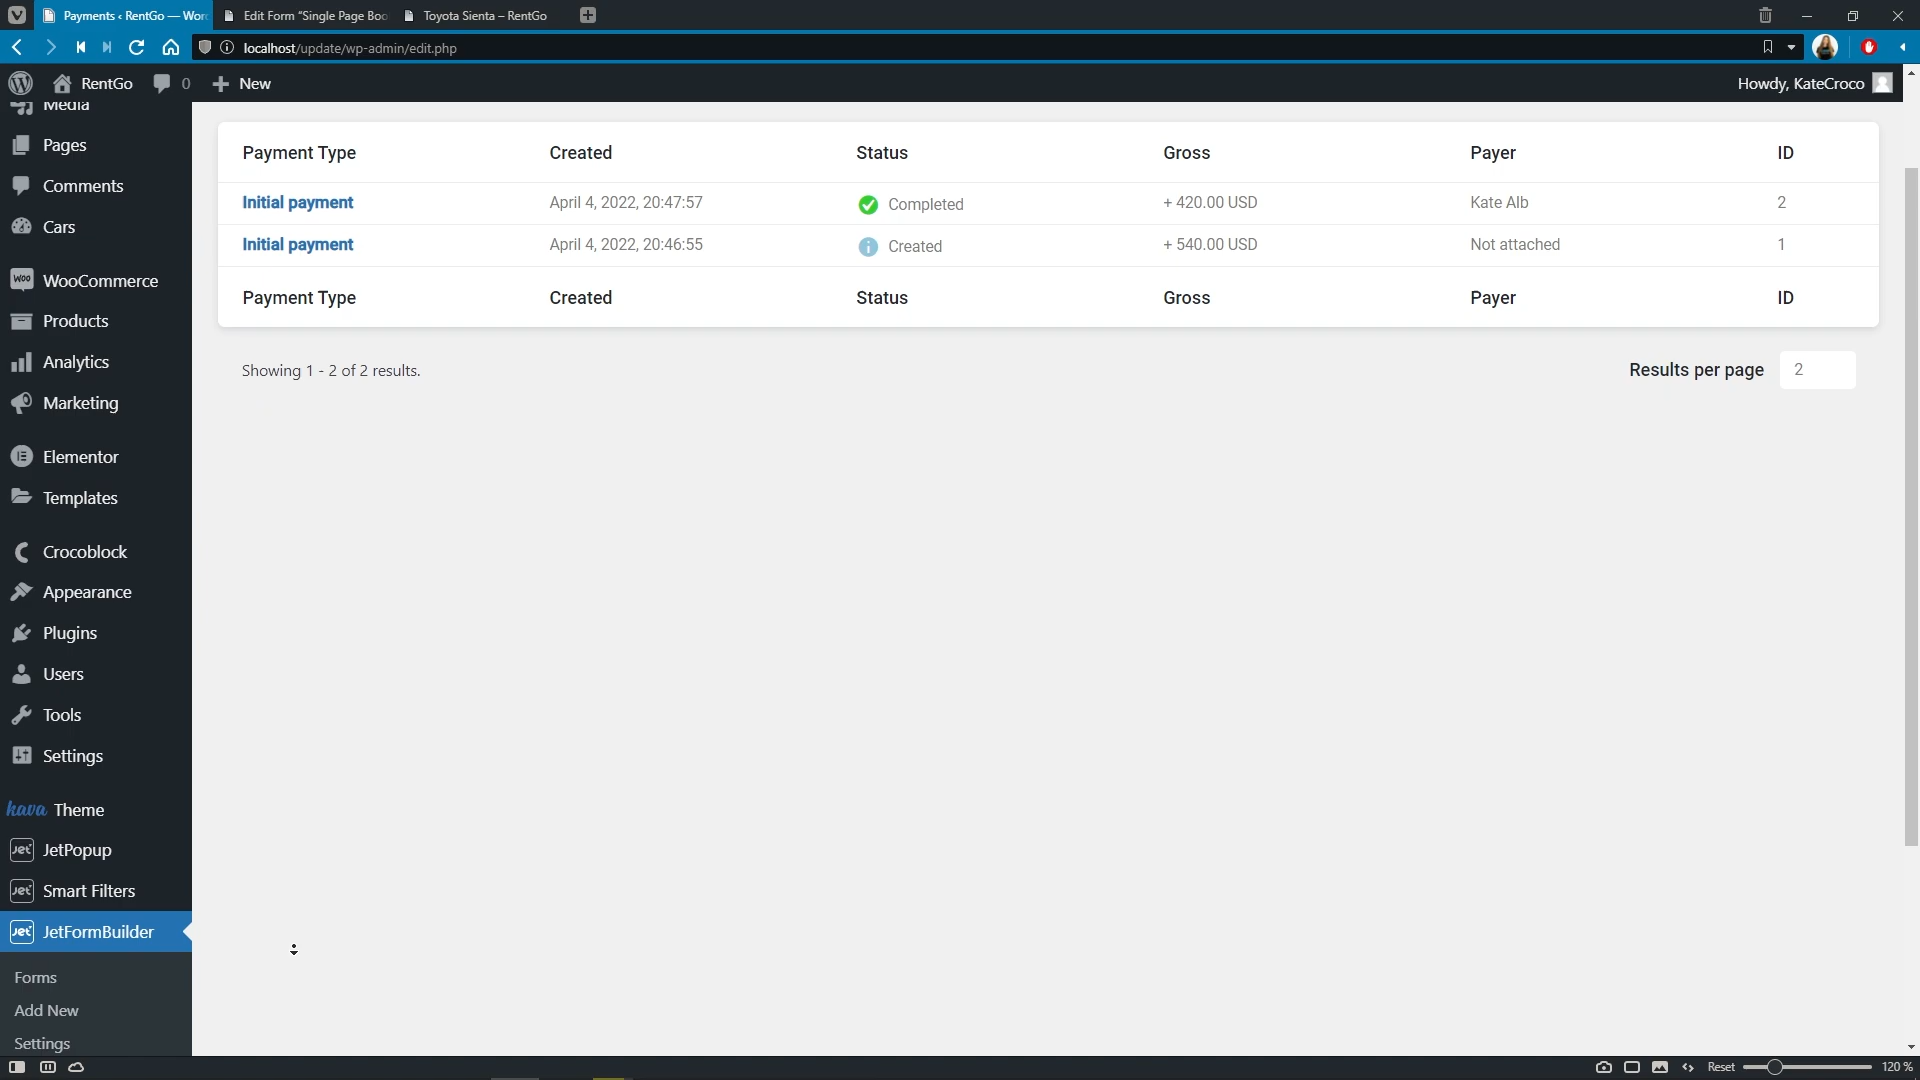 Payments ‹ RentGo — Wor
Edit Form “Single Page Boo
Toyota Sienta – RentGo
localhost/update/wp-admin/edit.php
RentGo
0
New
Howdy, KateCroco
Media
Pages
Comments
Cars
WooCommerce
Products
Analytics
Marketing
Elementor
Templates
Crocoblock
Appearance
Plugins
Users
Tools
Settings
kava Theme
JetPopup
Smart Filters
JetFormBuilder
Forms
Add New
Settings
Payment Type Created Status Gross Payer ID
Initial payment April 4, 2022, 20:47:57 Completed + 420.00 USD Kate Alb 2
Initial payment April 4, 2022, 20:46:55 Created + 540.00 USD Not attached 1
Payment Type Created Status Gross Payer ID
Showing 1 - 2 of 2 results.
Results per page 2
Reset 120 %